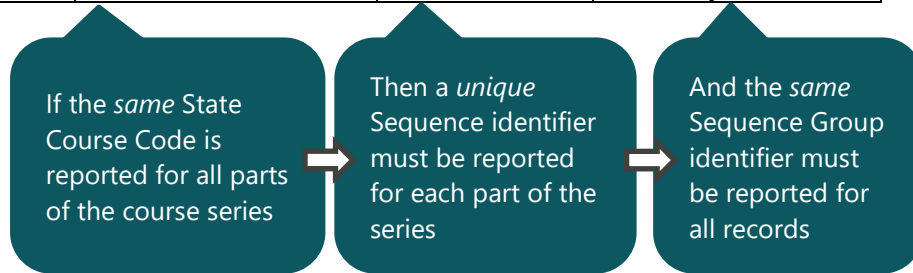 If the same State
Course Code is
reported for all parts
of the course series
Then a unique
Sequence identifier
must be reported
for each part of the
series
And the same
Sequence Group
identifier must
be reported for
all records